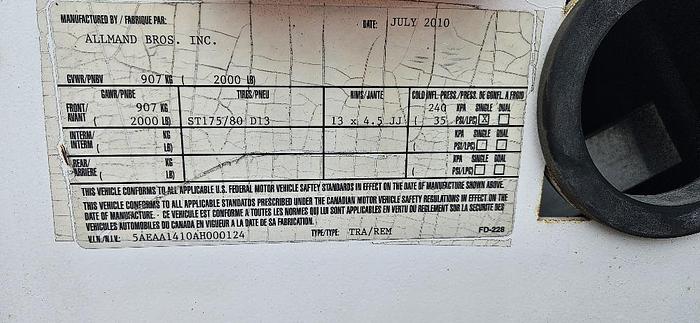 MANUFACTURED BY / FABRIQUE PAR: DATE: JULY 2010
ALLMAND BROS. INC.
GVWR/PNBV 907 KG ( 2000 LB)
GAWR/PNBE TIRES/PNEU RIMS/JANTE COLD INFL. PRESS/PRESS. DE GONFL. A FROID
FRONT/ 907 KG 240 KPA SINGLE DUAL
AVANT ( 2000 LB) ST175/80 D13 13 x 4.5 JJ ( 35 PSI/LPC) X
INTERM/ KG KPA SINGLE DUAL
INTERM ( LB) ( PSI/LPC)
REAR/ KG KPA SINGLE DUAL
ARRIERE ( LB) ( PSI/LPC)
THIS VEHICLE CONFORMS TO ALL APPLICABLE U.S. FEDERAL MOTOR VEHICLE SAFTEY STANDARDS IN EFFECT ON THE DATE OF MANUFACTURE SHOWN ABOVE.
THIS VEHICLE CONFORMS TO ALL APPLICABLE STANDATDS PRESCRIBED UNDER THE CANADIAN MOTOR VEHICLE SAFETY REGULATIONS IN EFFECT ON THE
DATE OF MANUFACTURE. - CE VEHICULE EST CONFORME A TOUTES LES NORMES QUI LUI SONT APPLICABLES EN VERTU DU REGLEMENT SUR LA SECURITE DES
VEHICULES AUTOMOBILES DU CANADA EN VIGUEUR A LA DATE DE SA FABRICATION.
V.I.N./N.I.V. 5AEAA1410AH000124 TYPE/TYPE: TRA/REM FD-228